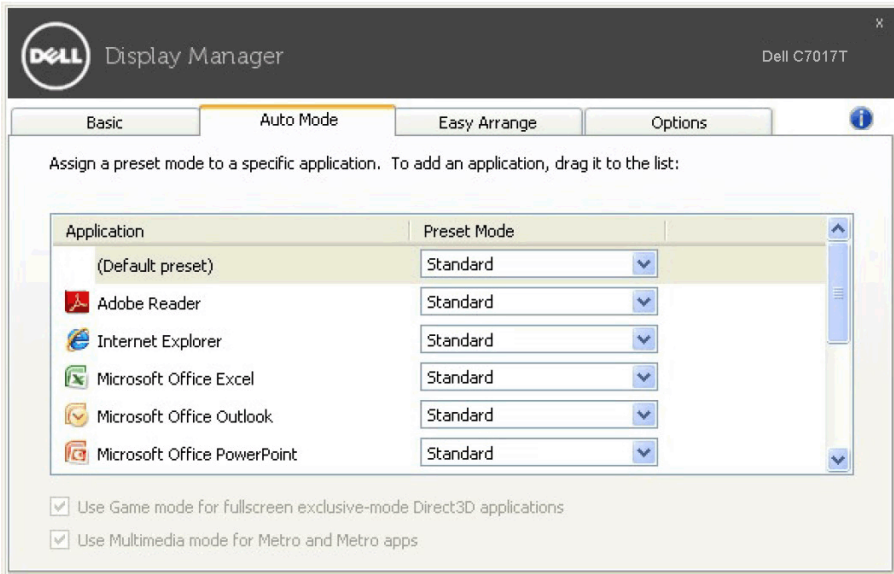 X
DELL Display Manager Dell C7017T
Basic Auto Mode Easy Arrange Options
Assign a preset mode to a specific application. To add an application, drag it to the list:
Application Preset Mode
(Default preset) Standard
Adobe Reader Standard
Internet Explorer Standard
Microsoft Office Excel Standard
Microsoft Office Outlook Standard
Microsoft Office PowerPoint Standard
Use Game mode for fullscreen exclusive-mode Direct3D applications
Use Multimedia mode for Metro and Metro apps